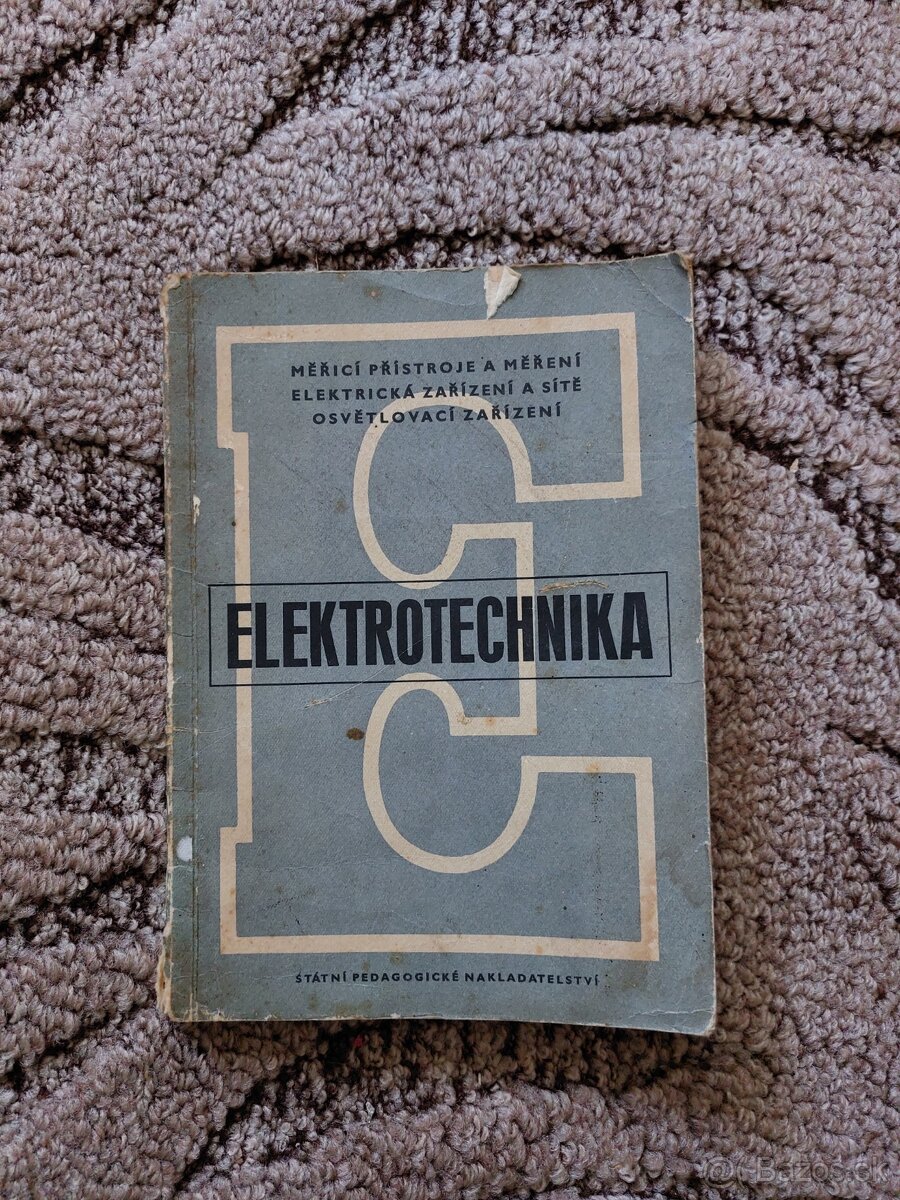 MĚŘICÍ PŘÍSTROJE A MĚŘENÍ
ELEKTRICKÁ ZAŘÍZENÍ A SÍTĚ
OSVĚTLOVACÍ ZAŘÍZENÍ
ELEKTROTECHNIKA
STÁTNÍ PEDAGOGICKÉ NAKLADATELSTVÍ
@ Bazos.sk